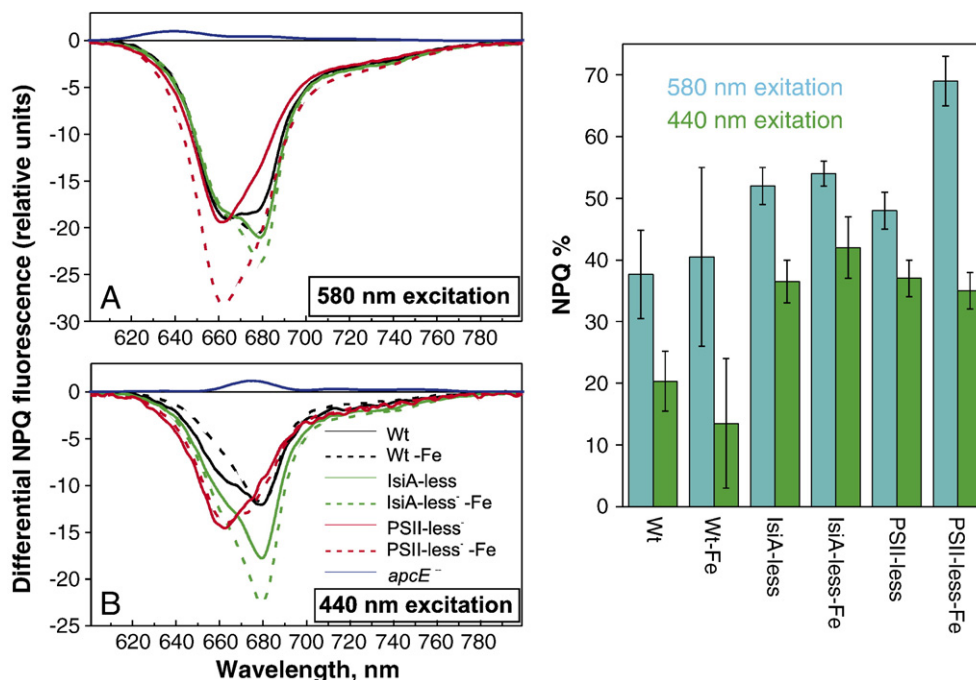 Differential NPQ fluorescence (relative units)
0
-5
-10
-15
-20
-25
-30
A
580 nm excitation
620 640 660 680 700 720 740 760 780
0
-5
-10
-15
-20
-25
B
Wt
Wt -Fe
IsiA-less
IsiA-less- -Fe
PSII-less-
PSII-less- -Fe
apcE --
440 nm excitation
620 640 660 680 700 720 740 760 780
Wavelength, nm
NPQ %
70
60
50
40
30
20
10
0
580 nm exitation
440 nm exitation
Wt
Wt-Fe
IsiA-less
IsiA-less-Fe
PSII-less
PSII-less-Fe